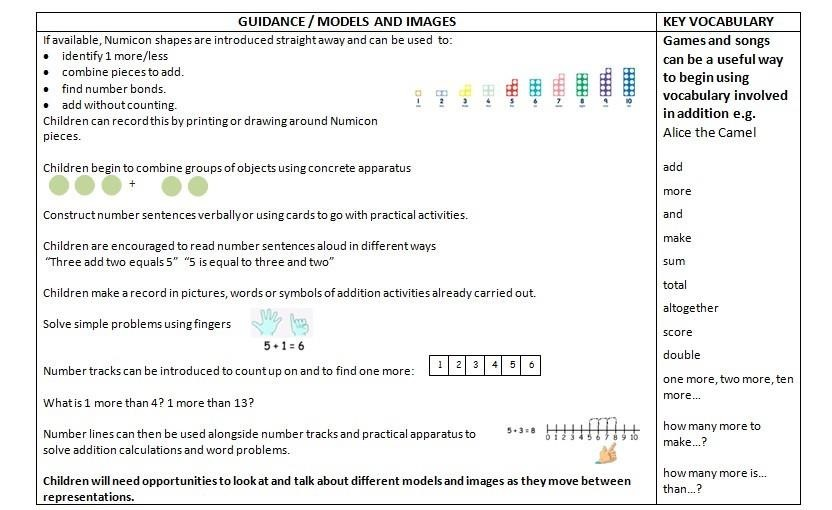 GUIDANCE / MODELS AND IMAGES
If available, Numicon shapes are introduced straight away and can be used to:
• identify 1 more/less
• combine pieces to add.
• find number bonds.
• add without counting.
1 2 3 4 5 6 7 8 9 10
Children can record this by printing or drawing around Numicon
pieces.
Children begin to combine groups of objects using concrete apparatus
+
Construct number sentences verbally or using cards to go with practical activities.
Children are encouraged to read number sentences aloud in different ways
“Three add two equals 5” “5 is equal to three and two”
Children make a record in pictures, words or symbols of addition activities already carried out.
Solve simple problems using fingers
5 + 1 = 6
Number tracks can be introduced to count up on and to find one more:
1 2 3 4 5 6
What is 1 more than 4? 1 more than 13?
Number lines can then be used alongside number tracks and practical apparatus to
solve addition calculations and word problems.
5 + 3 = 8
0 1 2 3 4 5 6 7 8 9 10
Children will need opportunities to look at and talk about different models and images as they move between
representations.
KEY VOCABULARY
Games and songs
can be a useful way
to begin using
vocabulary involved
in addition e.g.
Alice the Camel
add
more
and
make
sum
total
altogether
score
double
one more, two more, ten
more...
how many more to
make...?
how many more is...
than...?